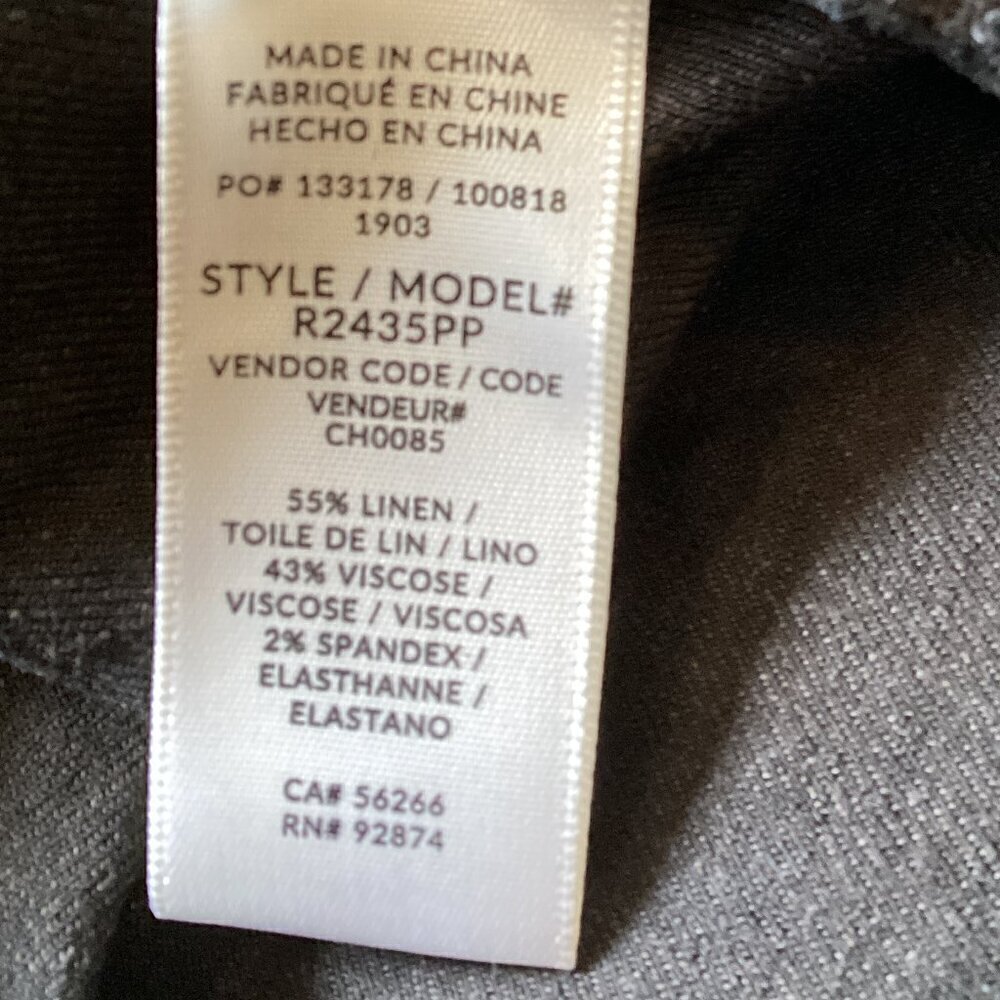 MADE IN CHINA
FABRIQUÉ EN CHINE
HECHO EN CHINA
PO# 133178 / 100818
1903
STYLE / MODEL#
R2435PP
VENDOR CODE / CODE
VENDEUR#
CH0085
55% LINEN /
TOILE DE LIN / LINO
43% VISCOSE /
VISCOSE / VISCOSA
2% SPANDEX /
ELASTHANNE /
ELASTANO
CA# 56266
RN# 92874